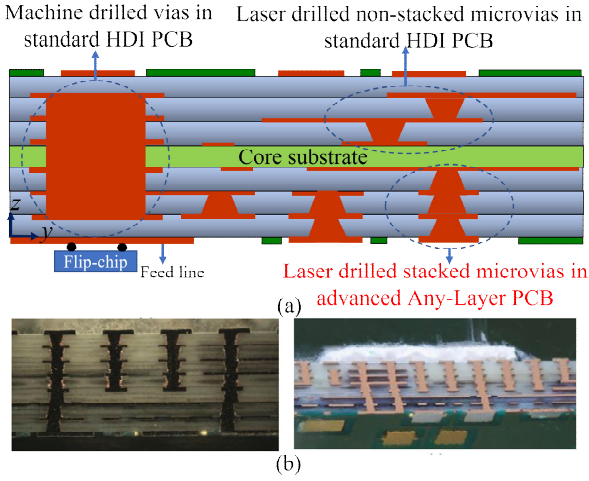 Machine drilled vias in
standard HDI PCB
Laser drilled non-stacked microvias in
standard HDI PCB
Core substrate
z
y
Flip-chip
Feed line
Laser drilled stacked microvias in
advanced Any-Layer PCB
(a)
(b)